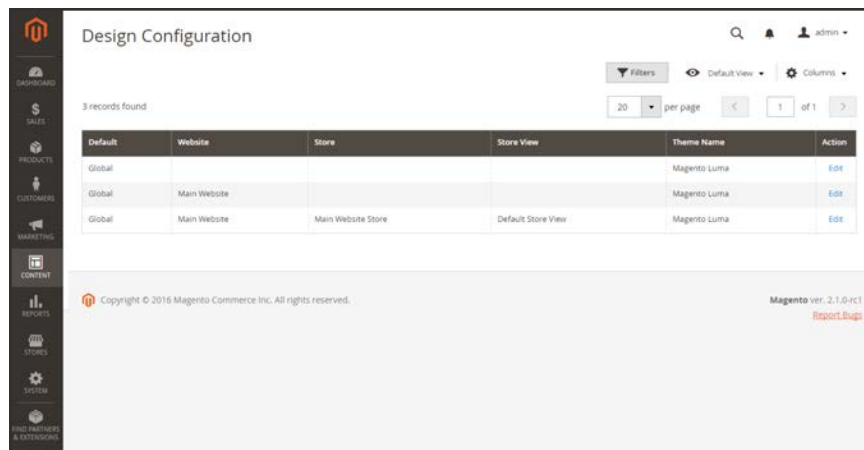 Design Configuration
admin
DASHBOARD
Filters
Default View
Columns
SALES
3 records found
20
per page
1
of 1
PRODUCTS
Default Website Store Store View Theme Name Action
Global Magento Luma Edit
CUSTOMERS
Global Main Website Magento Luma Edit
Global Main Website Main Website Store Default Store View Magento Luma Edit
MARKETING
CONTENT
REPORTS
Copyright © 2016 Magento Commerce Inc. All rights reserved.
Magento ver. 2.1.0-rc1
Report Bugs
STORES
SYSTEM
FIND PARTNERS
& EXTENSIONS